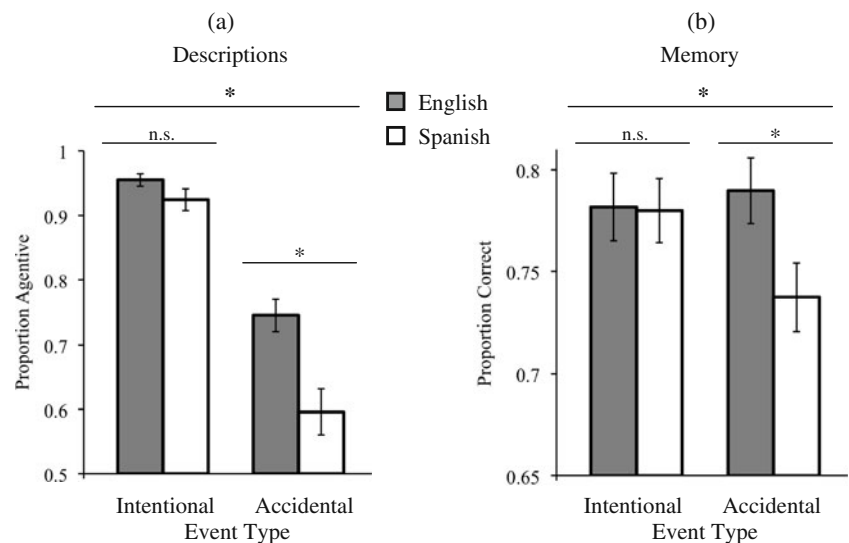 (a)
Descriptions
*
n.s.
*
Proportion Agentive
1
0.9
0.8
0.7
0.6
0.5
Intentional Accidental
Event Type
English
Spanish
(b)
Memory
*
n.s.
*
Proportion Correct
0.8
0.75
0.7
0.65
Intentional Accidental
Event Type